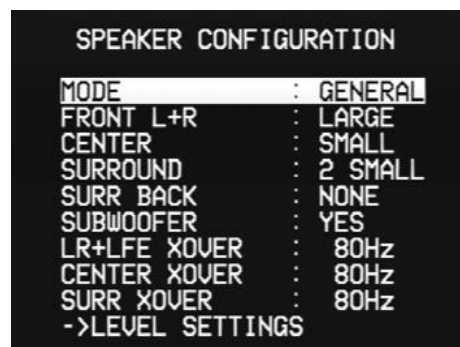 SPEAKER CONFIGURATION
MODE : GENERAL
FRONT L+R : LARGE
CENTER : SMALL
SURROUND : 2 SMALL
SURR BACK : NONE
SUBWOOFER : YES
LR+LFE XOVER : 80Hz
CENTER XOVER : 80Hz
SURR XOVER : 80Hz
->LEVEL SETTINGS